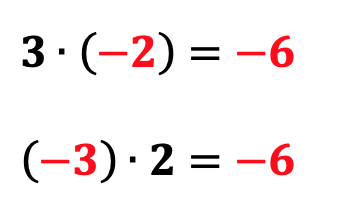 3 · (−2) = −6
(−3) · 2 = −6